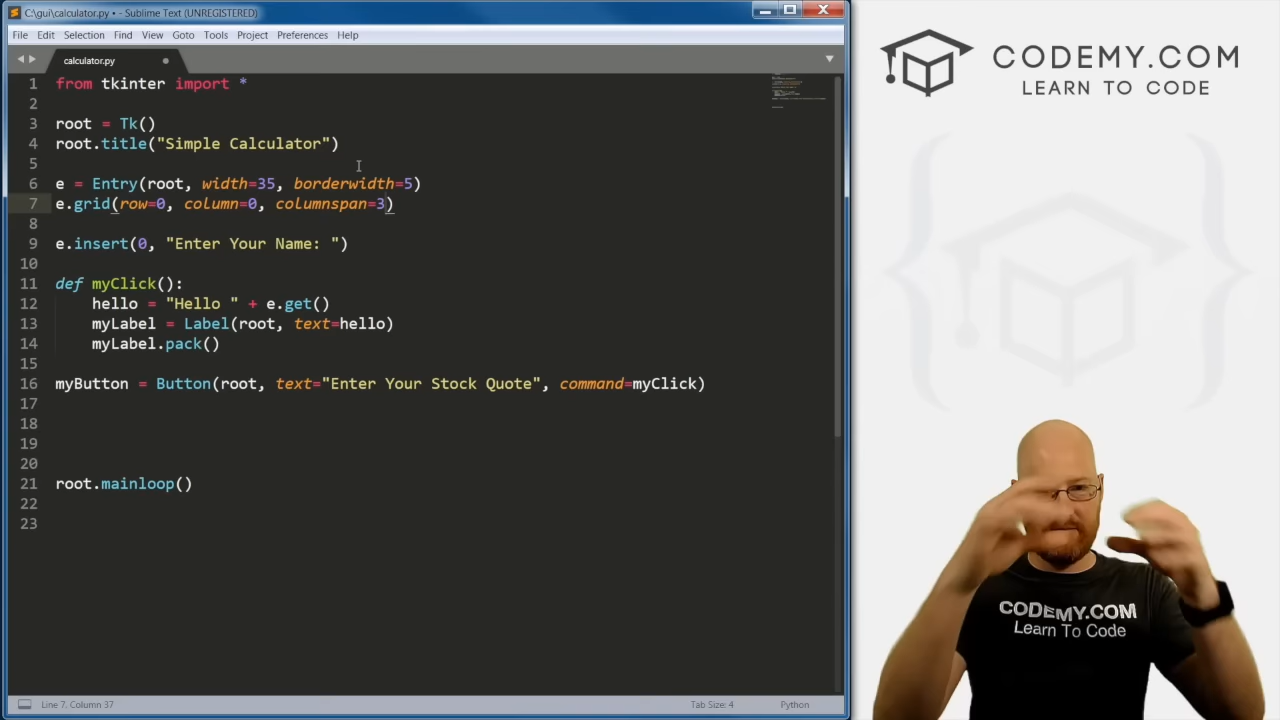 C:\gui\calculator.py • - Sublime Text (UNREGISTERED)
File Edit Selection Find View Goto Tools Project Preferences Help
calculator.py
1 from tkinter import *
2
3 root = Tk()
4 root.title("Simple Calculator")
5
6 e = Entry(root, width=35, borderwidth=5)
7 e.grid(row=0, column=0, columnspan=3)
8
9 e.insert(0, "Enter Your Name: ")
10
11 def myClick():
12     hello = "Hello " + e.get()
13     myLabel = Label(root, text=hello)
14     myLabel.pack()
15
16 myButton = Button(root, text="Enter Your Stock Quote", command=myClick)
17
18
19
20
21 root.mainloop()
22
23
Line 7, Column 37
Tab Size: 4
Python
CODEMY.COM
LEARN TO CODE
CODEMY.COM
Learn To Code